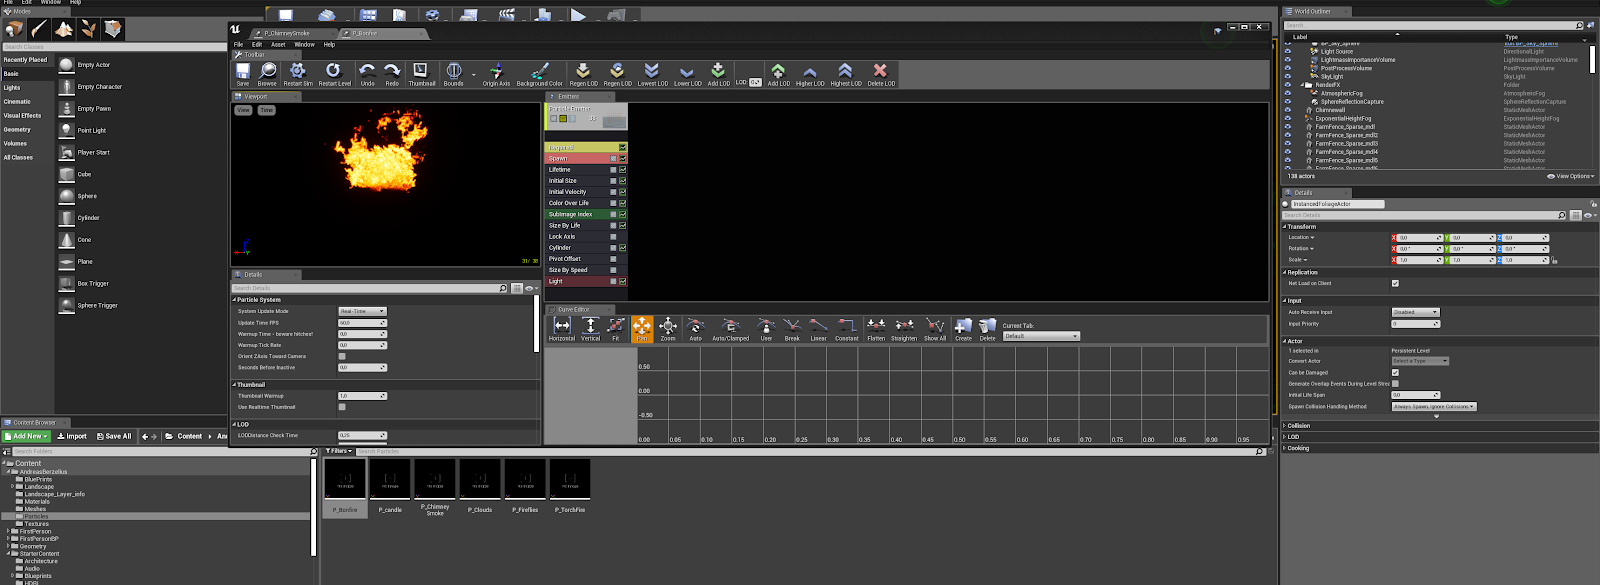 File Edit Window Help
Modes
Search Classes
Recently Placed
Basic
Lights
Cinematic
Visual Effects
Geometry
Volumes
All Classes
Empty Actor
Empty Character
Empty Pawn
Point Light
Player Start
Cube
Sphere
Cylinder
Cone
Plane
Box Trigger
Sphere Trigger
P_ChimneySmoke
P_Bonfire
File Edit Asset Window Help
Toolbar
Save
Browse
Restart Sim
Restart Level
Undo
Redo
Thumbnail
Bounds
Origin Axis
Background Color
Regen LOD
Regen LOD
Lowest LOD
Lower LOD
Add LOD
LOD:
Add LOD
Higher LOD
Highest LOD
Delete LOD
Viewport
View
Time
Emitters
Particle Emitter
Required
Spawn
Lifetime
Initial Size
Initial Velocity
Color Over Life
SubImage Index
Size By Life
Lock Axis
Cylinder
Pivot Offset
Size By Speed
Light
Details
Search Details
Particle System
System Update Mode Real-Time
Update Time FPS 60,0
Warmup Time - beware hitches! 0,0
Warmup Tick Rate 0,0
Orient ZAxis Toward Camera
Seconds Before Inactive 0,0
Thumbnail
Thumbnail Warmup 1,0
Use Realtime Thumbnail
LOD
LODDistance Check Time 0,25
Curve Editor
Horizontal
Vertical
Fit
Pan
Zoom
Auto
Auto/Clamped
User
Break
Linear
Constant
Flatten
Straighten
Show All
Create
Delete
Current Tab:
Default
0.50
0.00
-0.50
0.00 0.05 0.10 0.15 0.20 0.25 0.30 0.35 0.40 0.45 0.50 0.55 0.60 0.65 0.70 0.75 0.80 0.85 0.90 0.95
World Outliner
Search...
Label Type
BP_Sky_Sphere Edit BP_Sky_Sphere
Light Source DirectionalLight
LightmassImportanceVolume LightmassImportanceVolume
PostProcessVolume PostProcessVolume
SkyLight SkyLight
RenderFX Folder
AtmosphericFog AtmosphericFog
SphereReflectionCapture SphereReflectionCapture
Chimnewall StaticMeshActor
ExponentialHeightFog ExponentialHeightFog
FarmFence_Sparse_mdl StaticMeshActor
FarmFence_Sparse_mdl2 StaticMeshActor
FarmFence_Sparse_mdl3 StaticMeshActor
FarmFence_Sparse_mdl4 StaticMeshActor
FarmFence_Sparse_mdl5 StaticMeshActor
138 actors
View Options
Details
InstancedFoliageActor
Search Details
Transform
Location X 0,0 Y 0,0 Z 0,0
Rotation X 0,0 ° Y 0,0 ° Z 0,0 °
Scale X 1,0 Y 1,0 Z 1,0
Replication
Net Load on Client
Input
Auto Receive Input Disabled
Input Priority 0
Actor
1 selected in Persistent Level
Convert Actor Select a Type
Can be Damaged
Generate Overlap Events During Level Strea
Initial Life Span 0,0
Spawn Collision Handling Method Always Spawn, Ignore Collisions
Collision
LOD
Cooking
Content Browser
Add New
Import
Save All
Content
Search Folders
Filters
Search Particles
Content
AndreasBerzelius
BluePrints
Landscape
Landscape_Layer_info
Materials
Meshes
Particles
Textures
FirstPerson
FirstPersonBP
Geometry
StarterContent
Architecture
Audio
Blueprints
HDRI
P_Bonfire
P_candle
P_Chimney
Smoke
P_Clouds
P_Fireflies
P_TorchFire